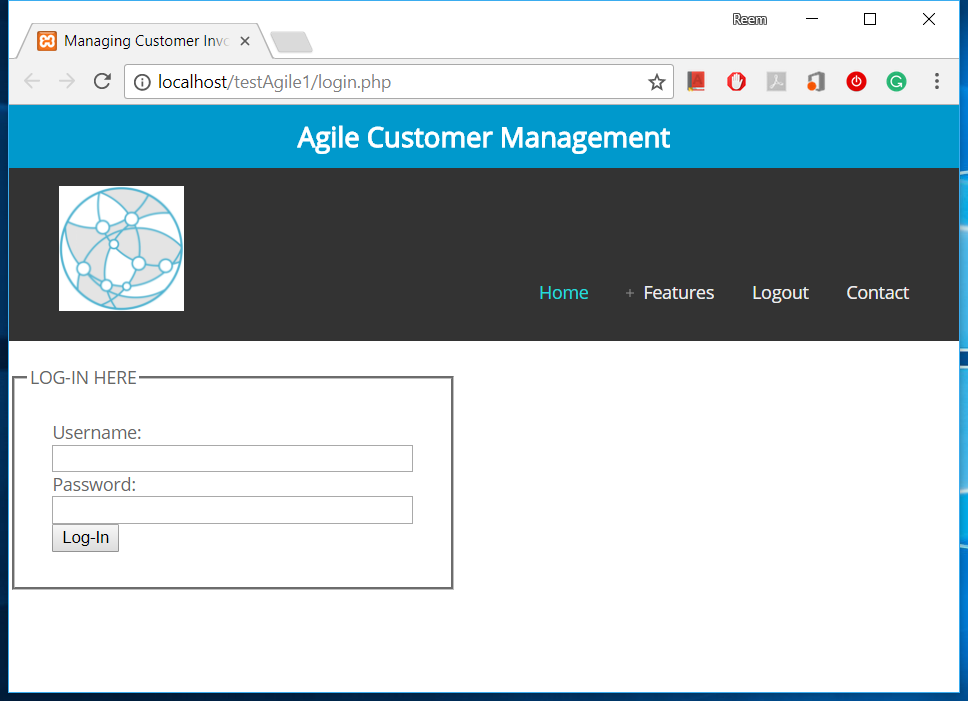 Reem
Managing Customer Invo
localhost/testAgile1/login.php
Agile Customer Management
Home + Features Logout Contact
LOG-IN HERE
Username:
Password:
Log-In